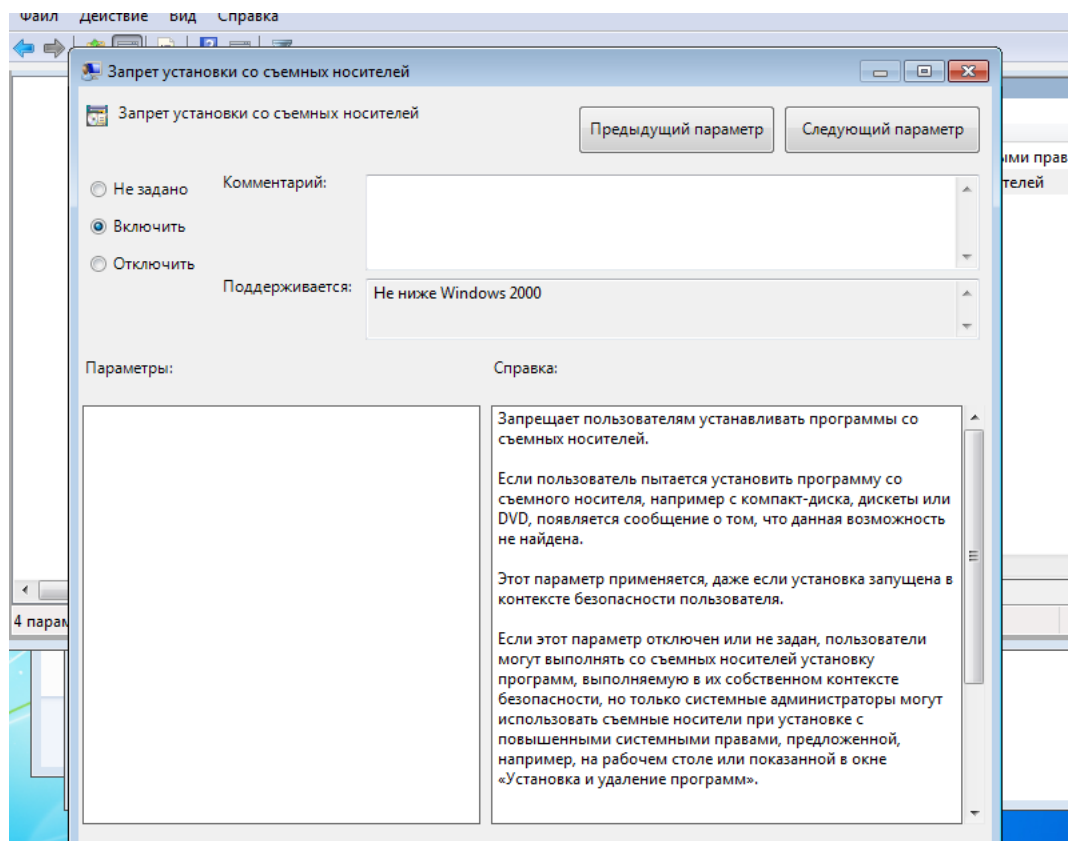 Файл Действие Вид Справка
Запрет установки со съемных носителей
Запрет установки со съемных носителей
Предыдущий параметр
Следующий параметр
Не задано
Включить
Отключить
Комментарий:
Поддерживается:
Не ниже Windows 2000
ыми прав
телей
Параметры:
Справка:
Запрещает пользователям устанавливать программы со
съемных носителей.
Если пользователь пытается установить программу со
съемного носителя, например с компакт-диска, дискеты или
DVD, появляется сообщение о том, что данная возможность
не найдена.
Этот параметр применяется, даже если установка запущена в
контексте безопасности пользователя.
Если этот параметр отключен или не задан, пользователи
могут выполнять со съемных носителей установку
программ, выполняемую в их собственном контексте
безопасности, но только системные администраторы могут
использовать съемные носители при установке с
повышенными системными правами, предложенной,
например, на рабочем столе или показанной в окне
«Установка и удаление программ».
4 парам